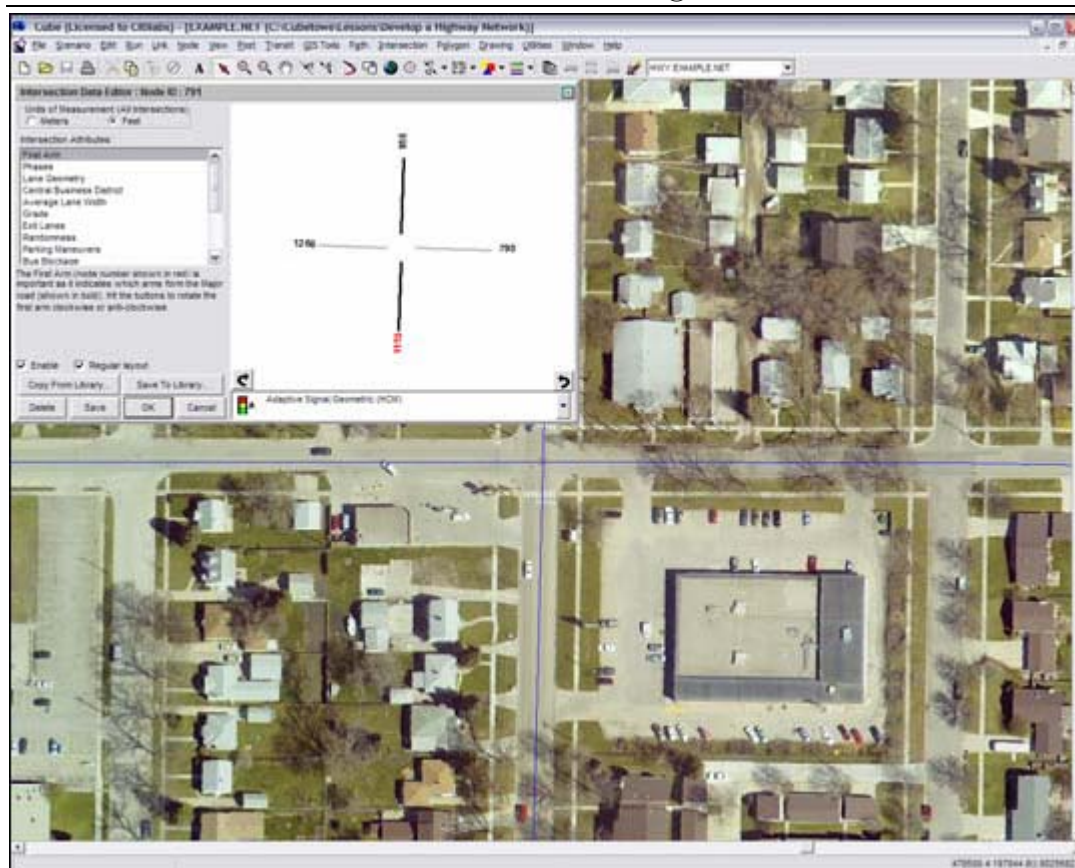 Cube (Licensed to Citilabs) - [EXAMPLE.NET (C:\Cubetown\Lessons\Develop a Highway Network)]
File Scenario Edit Run Link Node View Post Transit GIS Tools Path Intersection Polygon Drawing Utilities Window Help
A HWY:EXAMPLE.NET
Intersection Data Editor : Node ID : 791
Units of Measurement (All Intersections)
Meters Feet
Intersection Attributes
First Arm
Phases
Lane Geometry
Central Business District
Average Lane Width
Grade
Exit Lanes
Randomness
Parking Maneuvers
Bus Blockage
The First Arm (node number shown in red) is
important as it indicates which arms form the Major
road (shown in bold). Hit the buttons to rotate the
first arm clockwise or anti-clockwise.
Enable Regular layout
Copy From Library... Save To Library...
Delete Save OK Cancel
Adaptive Signal Geometric (HCM)